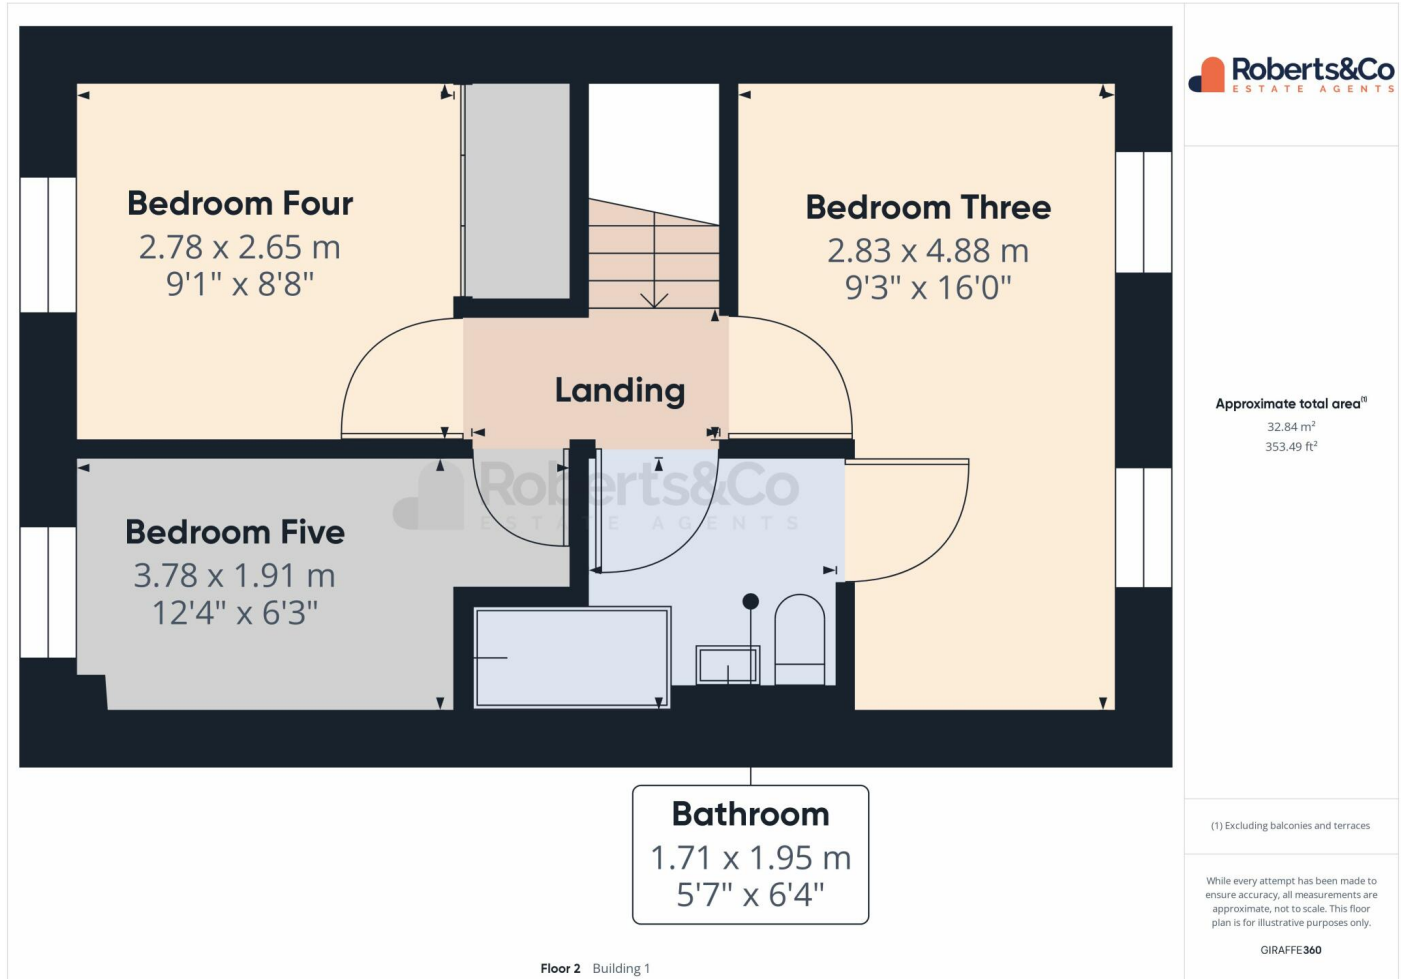 Roberts&Co
ESTATE AGENTS
Bedroom Four
2.78 x 2.65 m
9'1" x 8'8"
Bedroom Three
2.83 x 4.88 m
9'3" x 16'0"
Landing
Roberts&Co
ESTATE AGENTS
Bedroom Five
3.78 x 1.91 m
12'4" x 6'3"
Bathroom
1.71 x 1.95 m
5'7" x 6'4"
Approximate total area(1)
32.84 m²
353.49 ft²
(1) Excluding balconies and terraces
While every attempt has been made to
ensure accuracy, all measurements are
approximate, not to scale. This floor
plan is for illustrative purposes only.
GIRAFFE360
Floor 2 Building 1